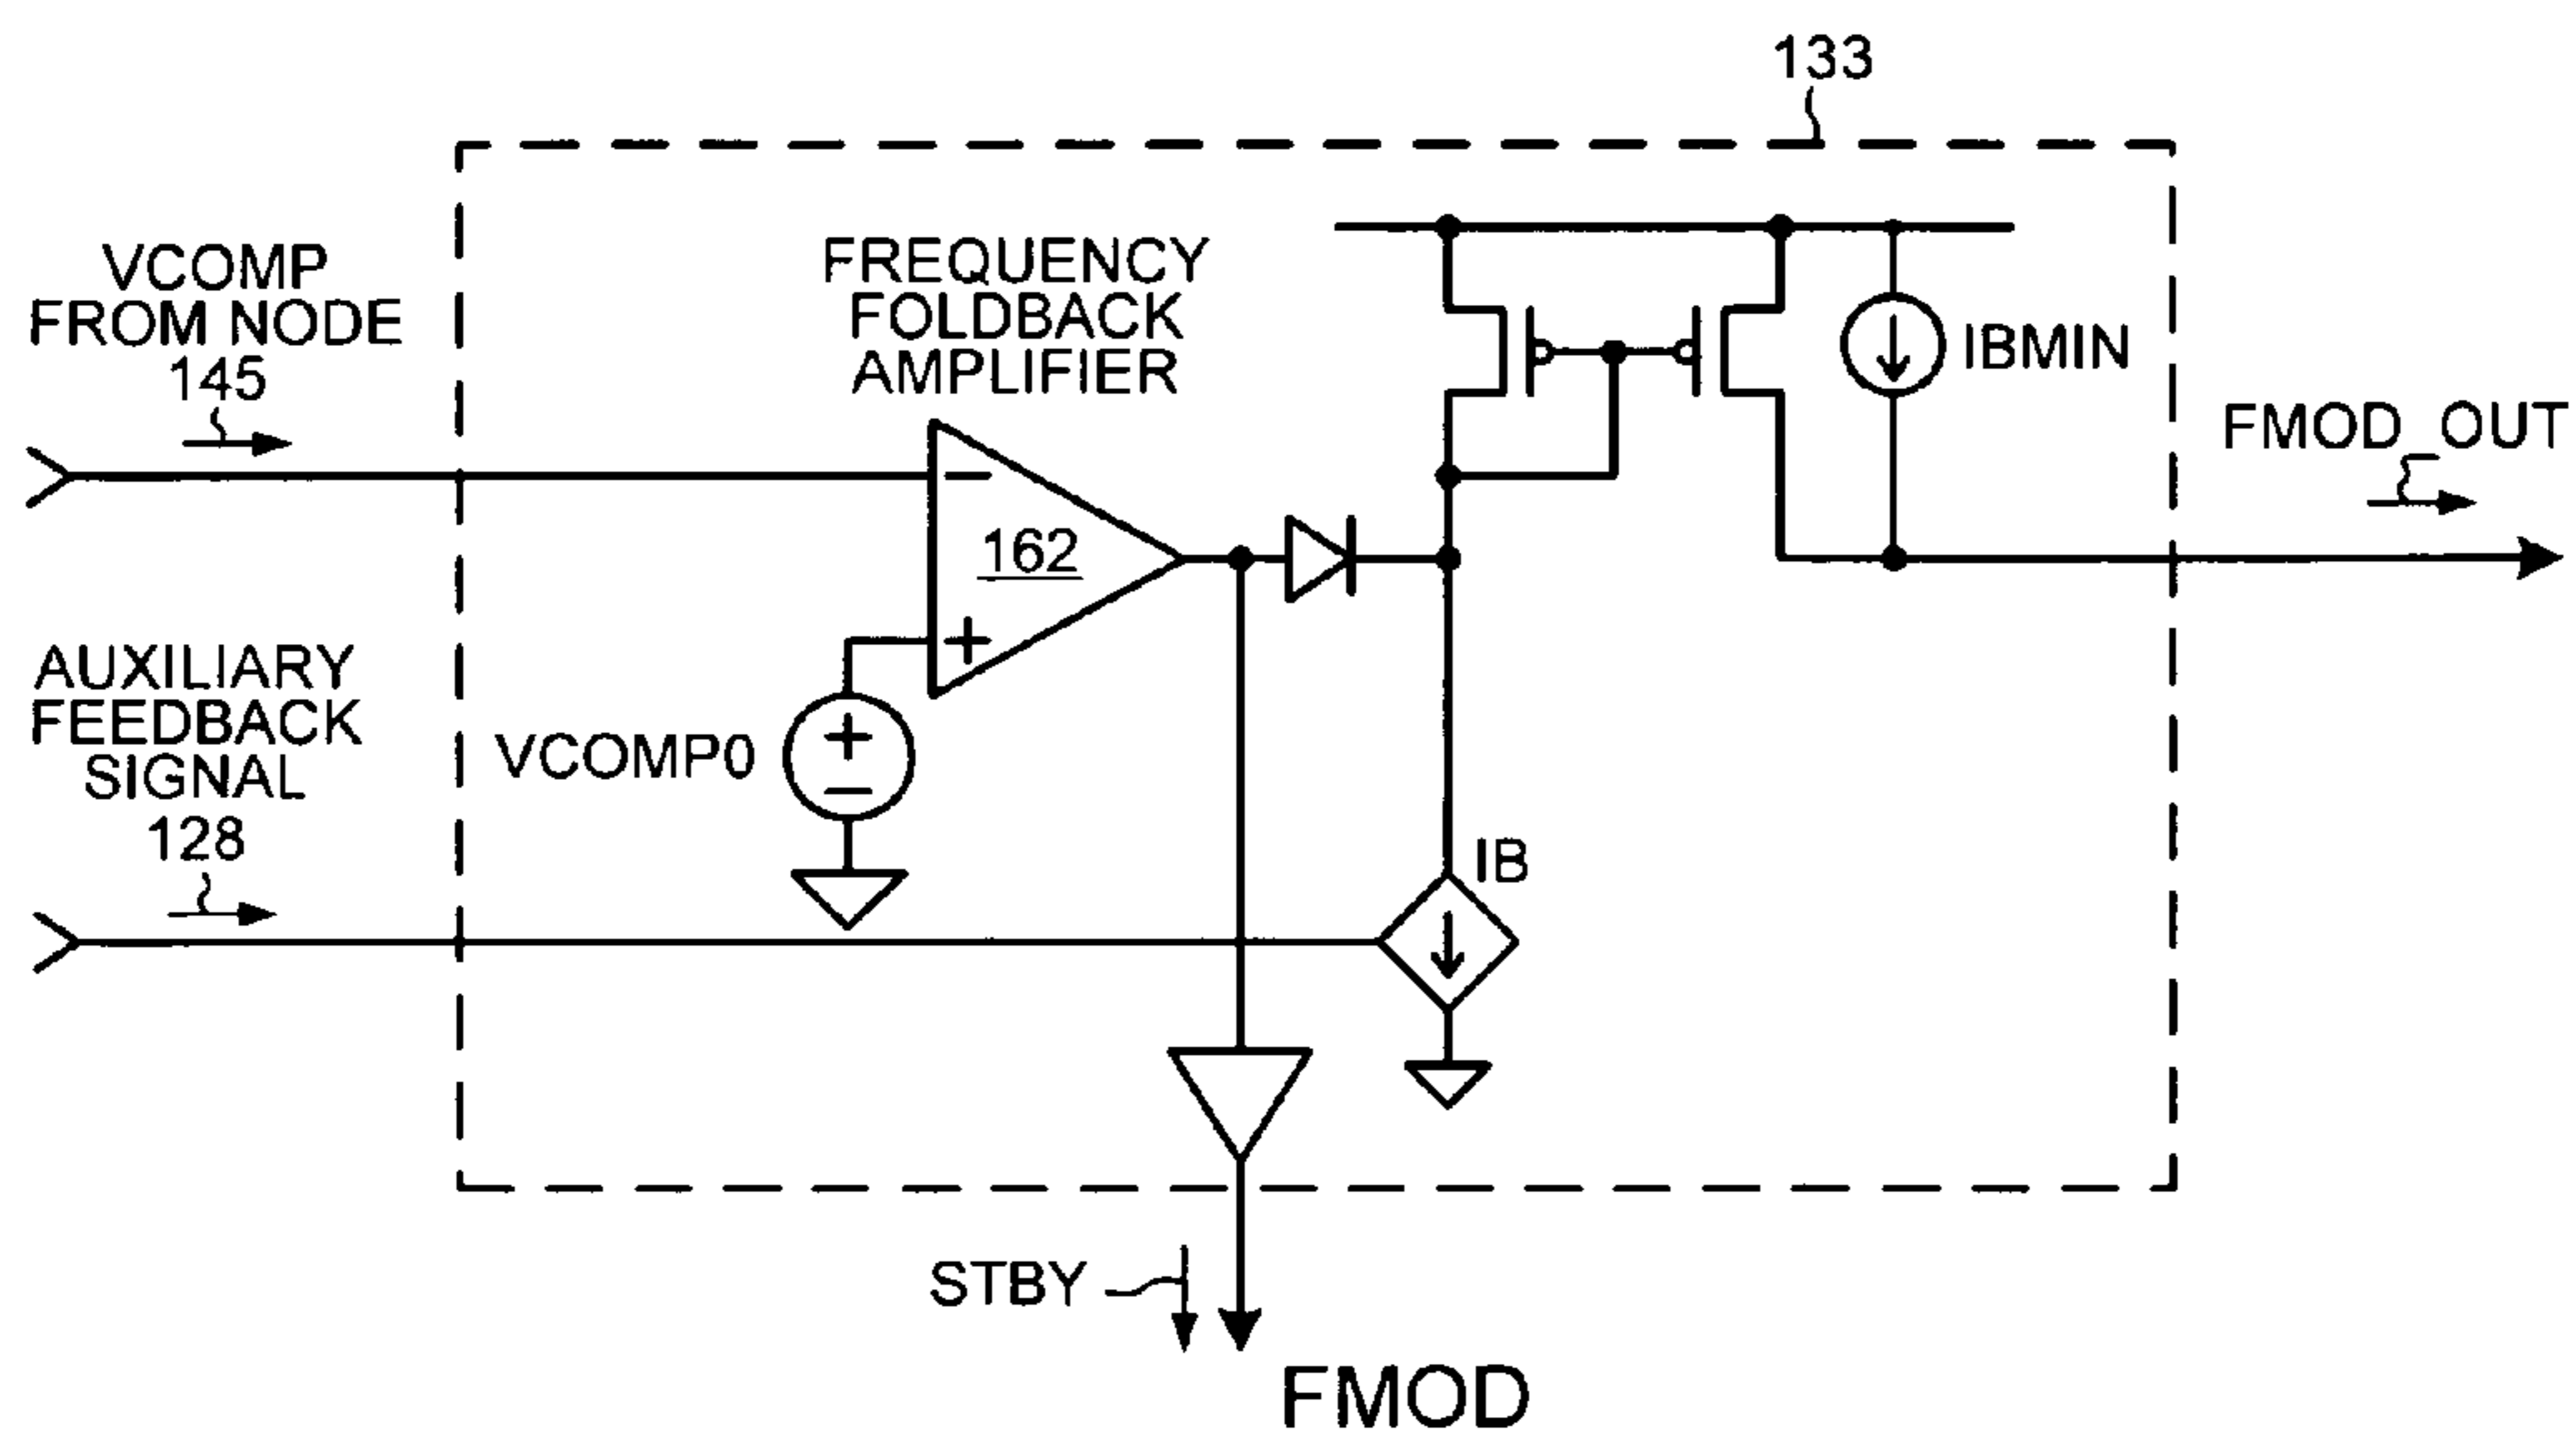 133
VCOMP
FROM NODE
145
FREQUENCY
FOLDBACK
AMPLIFIER
IBMIN
FMOD_OUT
−
162
+
AUXILIARY
FEEDBACK
SIGNAL
128
VCOMP0
+
−
IB
STBY
FMOD